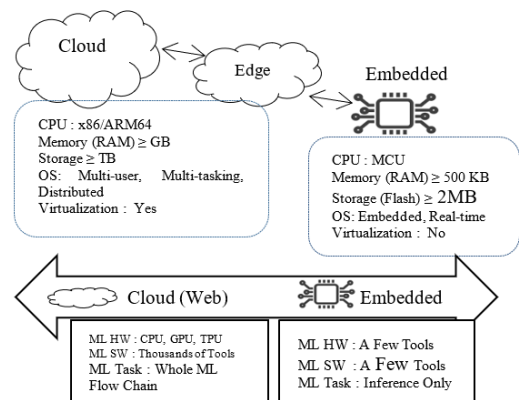 Cloud
Edge
Embedded
CPU : x86/ARM64
Memory (RAM) ≥ GB
Storage ≥ TB
OS: Multi-user, Multi-tasking,
Distributed
Virtualization : Yes
CPU : MCU
Memory (RAM) ≥ 500 KB
Storage (Flash) ≥ 2MB
OS: Embedded, Real-time
Virtualization : No
Cloud (Web)
Embedded
ML HW : CPU, GPU, TPU
ML SW : Thousands of Tools
ML Task : Whole ML
Flow Chain
ML HW : A Few Tools
ML SW : A Few Tools
ML Task : Inference Only